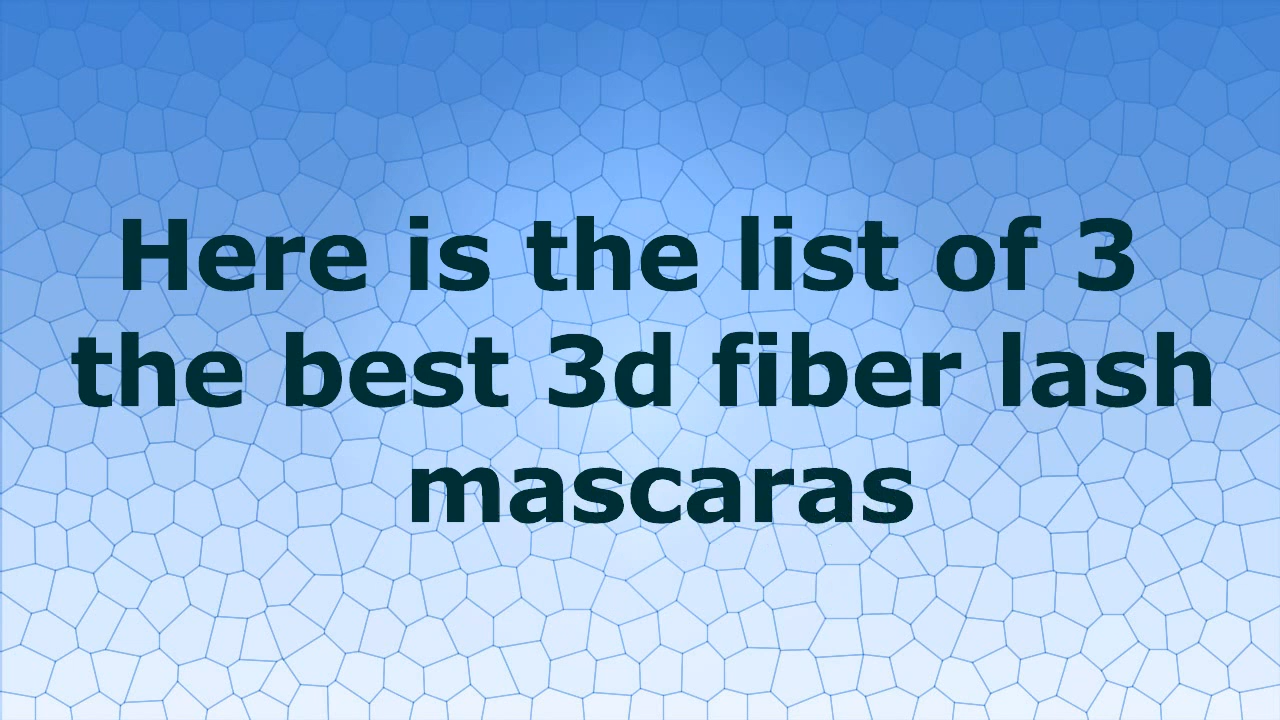 Here is the list of 3
the best 3d fiber lash
mascaras